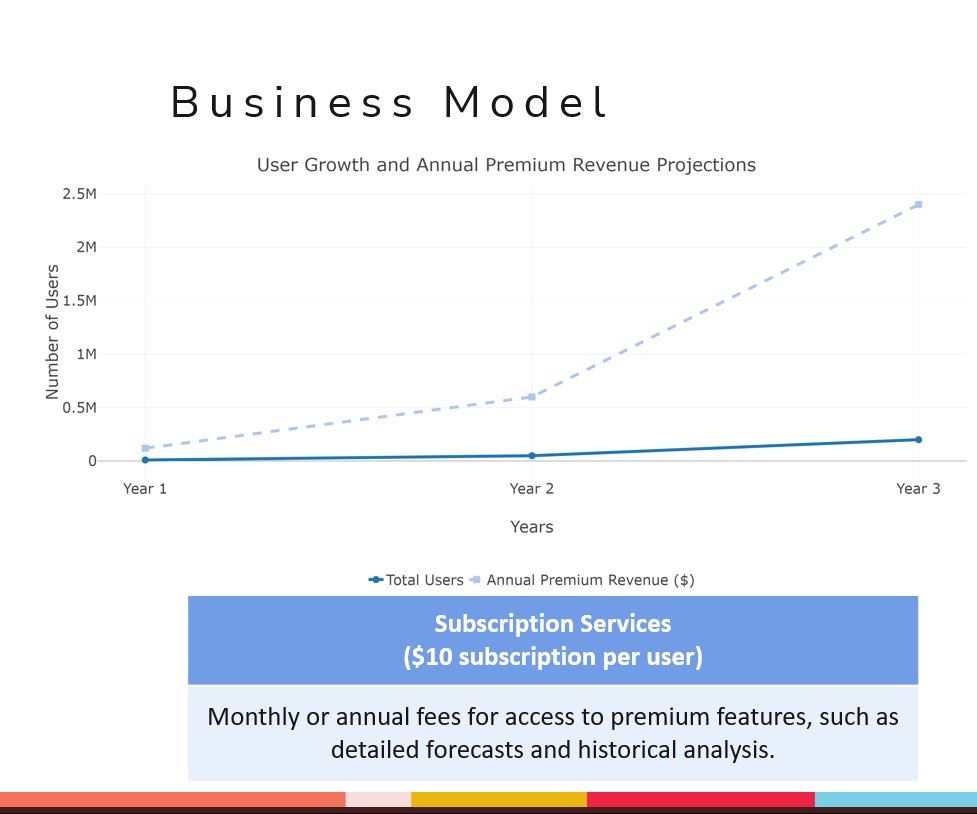 Business Model
User Growth and Annual Premium Revenue Projections
2.5M
2M
1.5M
1M
0.5M
0
Number of Users
Year 1
Year 2
Year 3
Years
Total Users
Annual Premium Revenue ($)
Subscription Services
($10 subscription per user)
Monthly or annual fees for access to premium features, such as
detailed forecasts and historical analysis.